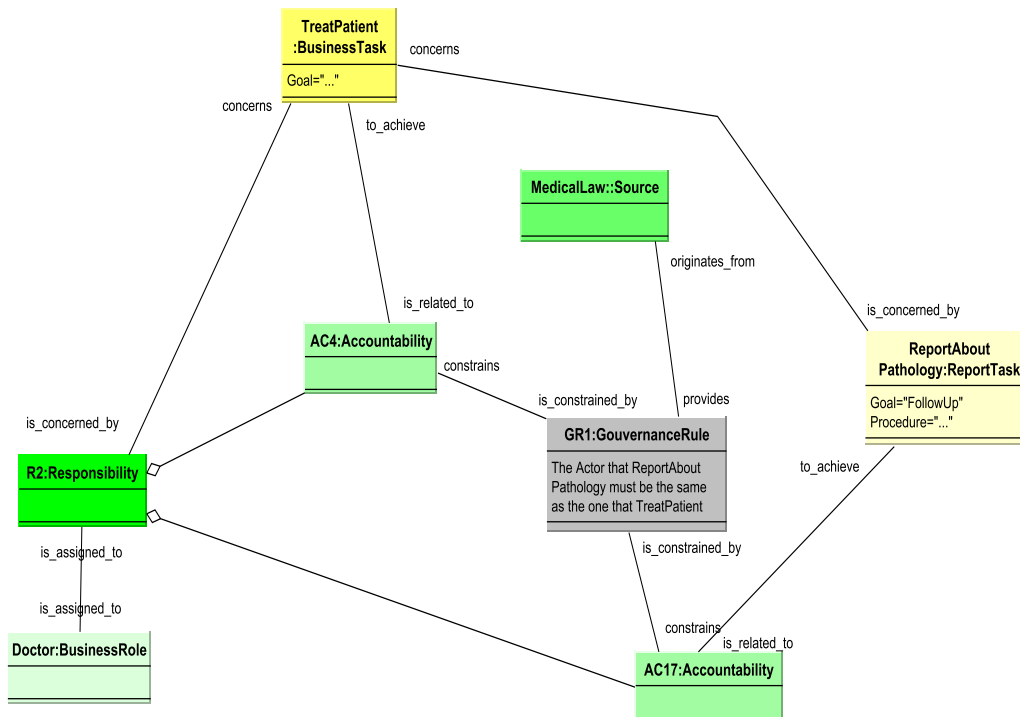 TreatPatient
:BusinessTask
Goal="..."
concerns
concerns
to_achieve
MedicalLaw::Source
originates_from
is_related_to
is_concerned_by
AC4:Accountability
constrains
ReportAbout
Pathology:ReportTask
Goal="FollowUp"
Procedure="..."
is_constrained_by
provides
is_concerned_by
GR1:GouvernanceRule
The Actor that ReportAbout
Pathology must be the same
as the one that TreatPatient
R2:Responsibility
to_achieve
is_assigned_to
is_constrained_by
is_assigned_to
constrains
is_related_to
Doctor:BusinessRole
AC17:Accountability